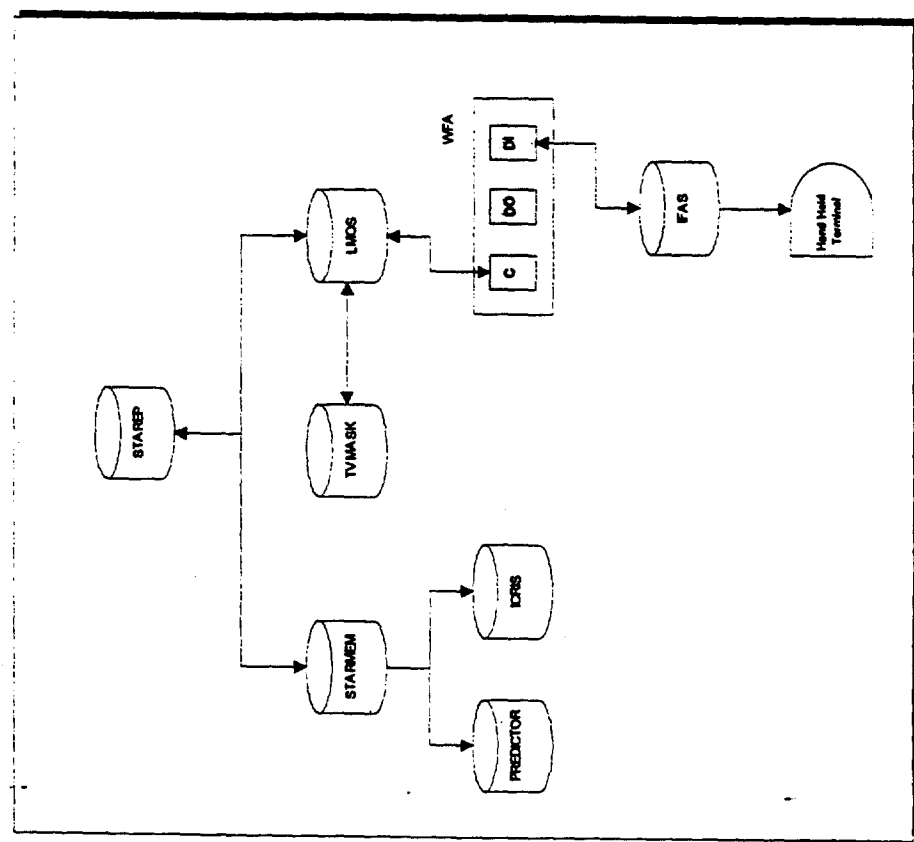 STAREP
STARMEM
TVMASK
LMOS
PREDICTOR
ICRIS
WFA
C
DO
DI
IFAS
Hand Held
Terminal